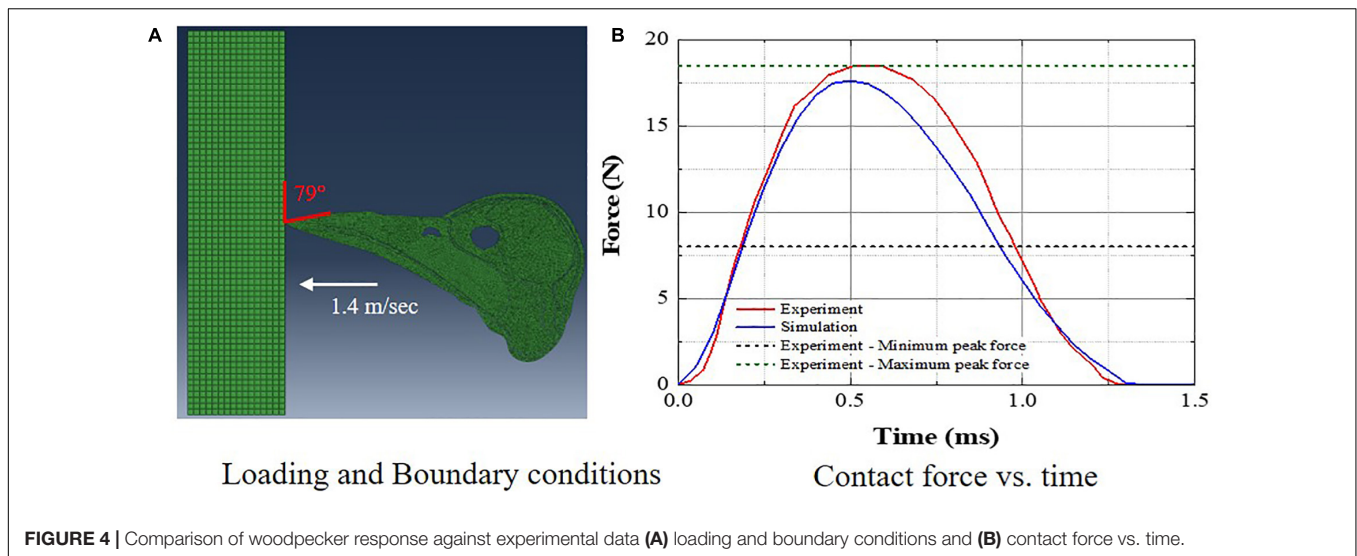 A
79°
1.4 m/sec
Loading and Boundary conditions
B
20
15
10
5
0
Force (N)
Experiment
Simulation
Experiment - Minimum peak force
Experiment - Maximum peak force
0.0
0.5
1.0
1.5
Time (ms)
Contact force vs. time
FIGURE 4 | Comparison of woodpecker response against experimental data (A) loading and boundary conditions and (B) contact force vs. time.